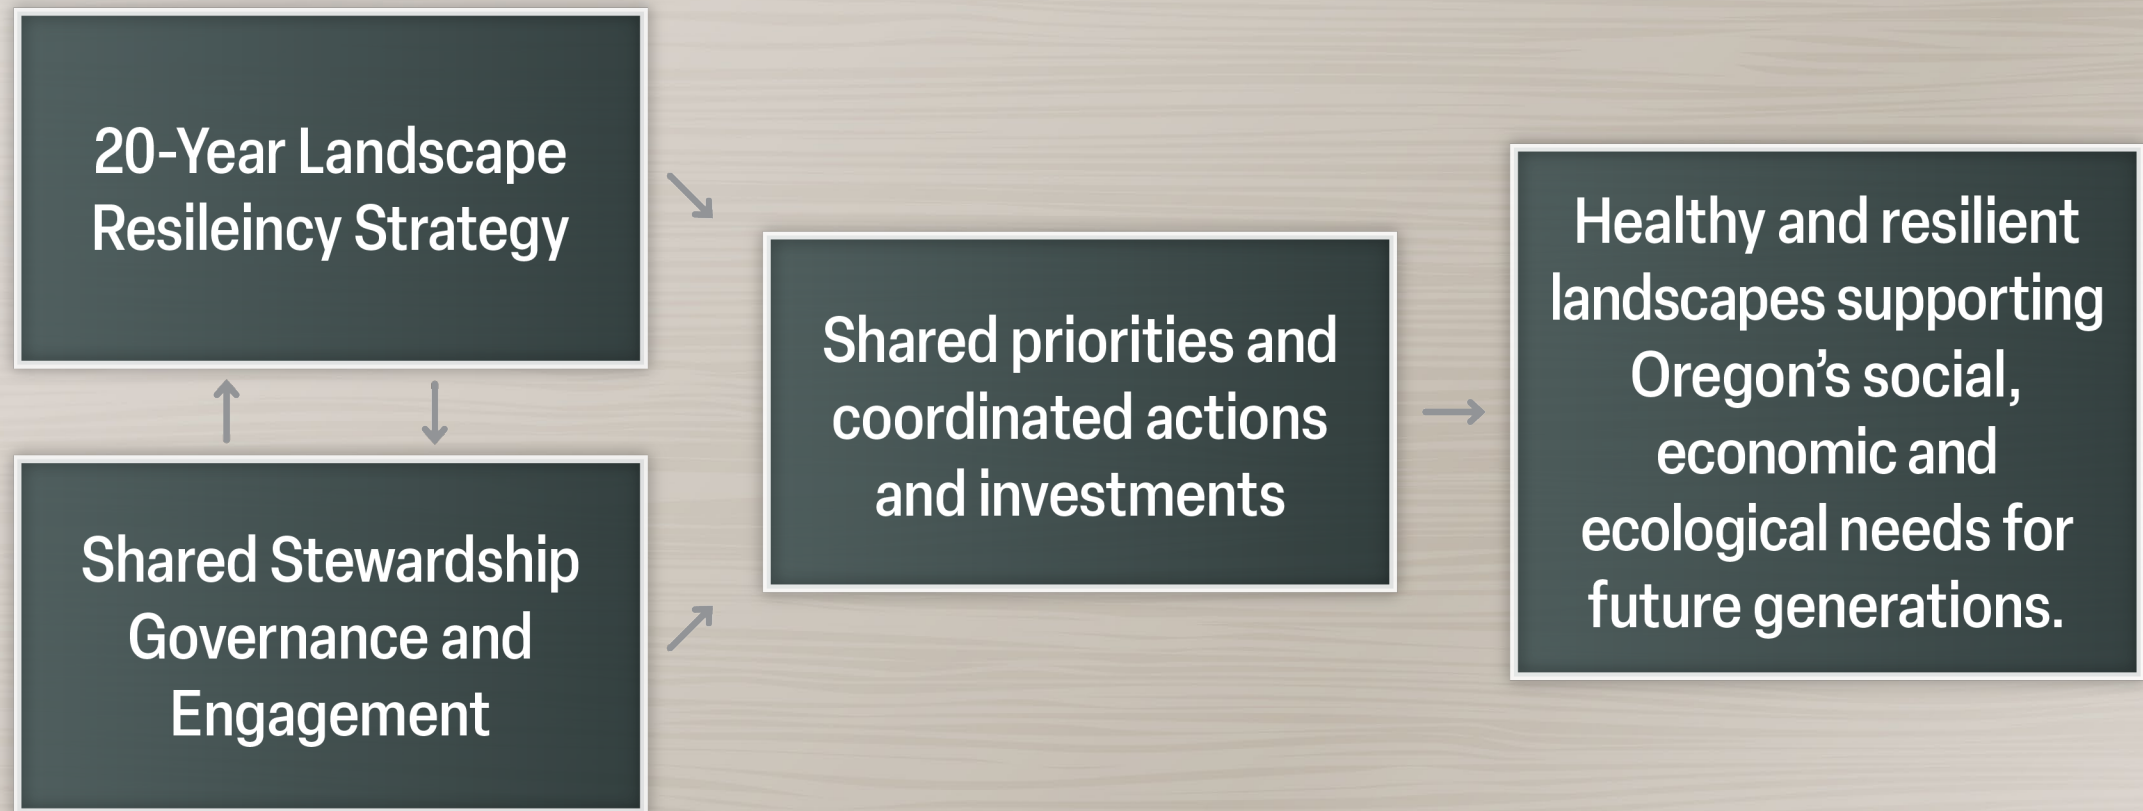 20-Year Landscape
Resileincy Strategy
Shared Stewardship
Governance and
Engagement
Shared priorities and
coordinated actions
and investments
Healthy and resilient
landscapes supporting
Oregon’s social,
economic and
ecological needs for
future generations.